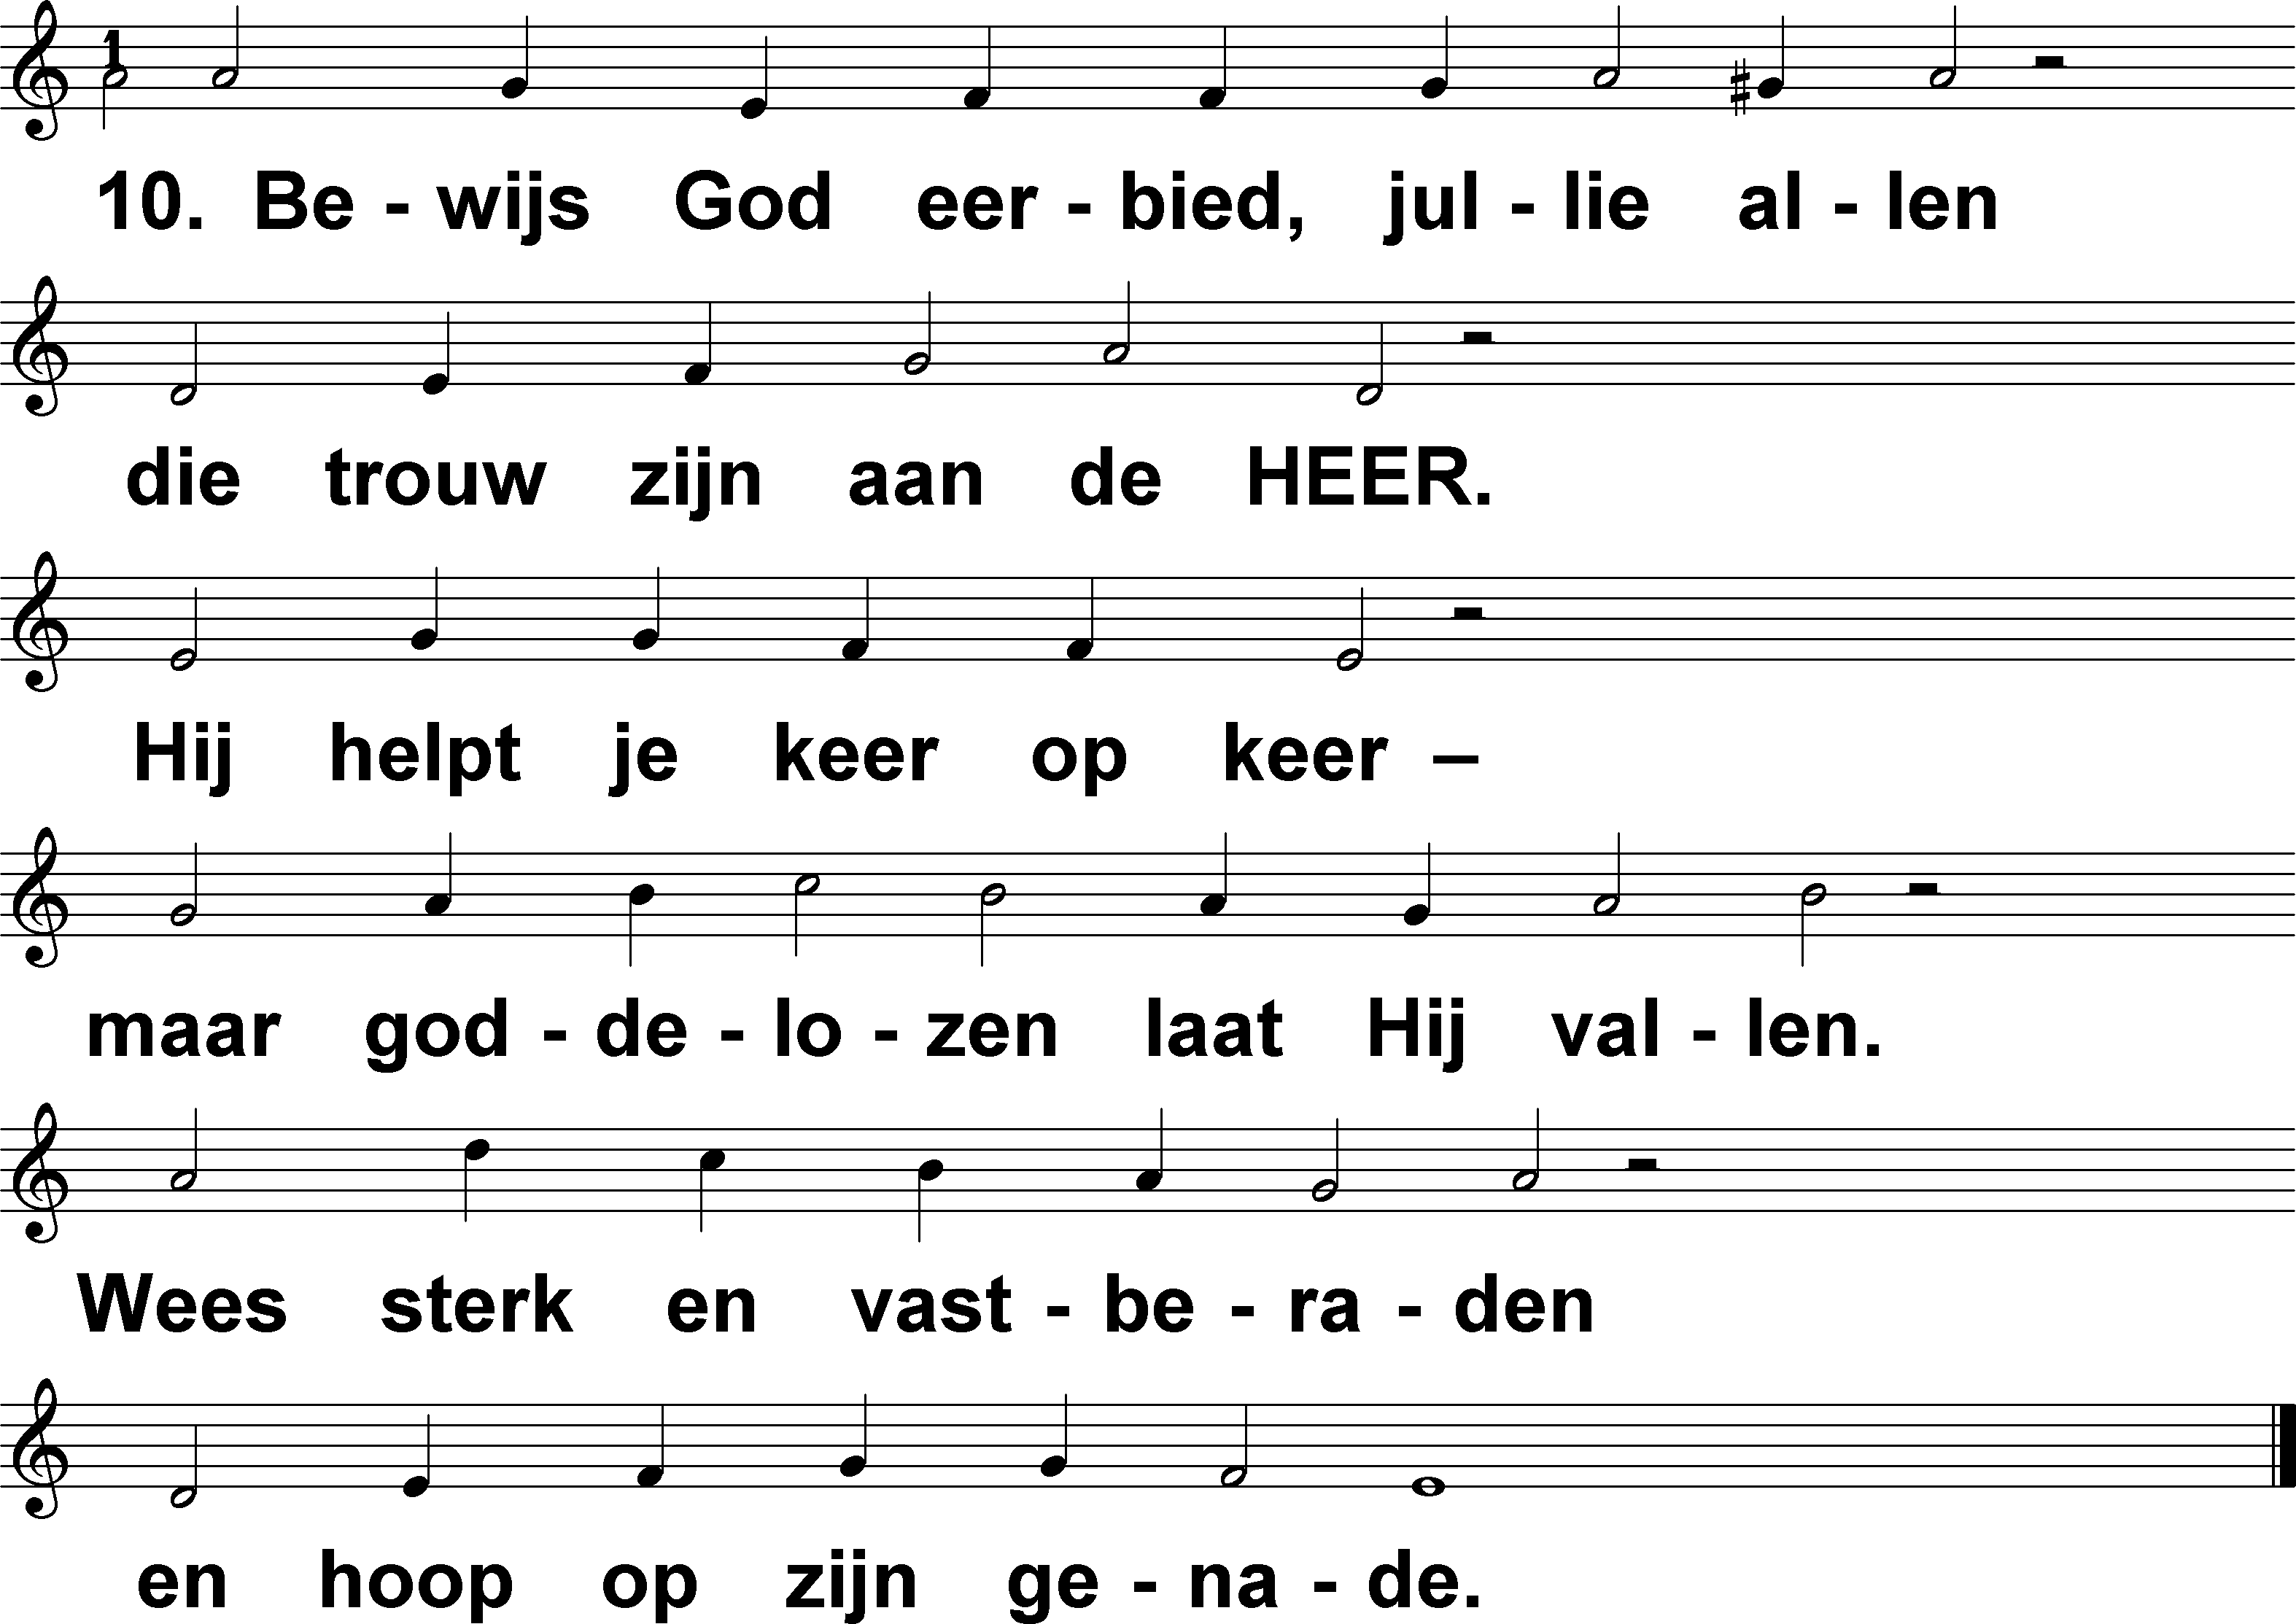 10. Be - wijs God eer - bied, jul - lie al - len
die trouw zijn aan de HEER.
Hij helpt je keer op keer –
maar god - de - lo - zen laat Hij val - len.
Wees sterk en vast - be - ra - den
en hoop op zijn ge - na - de.